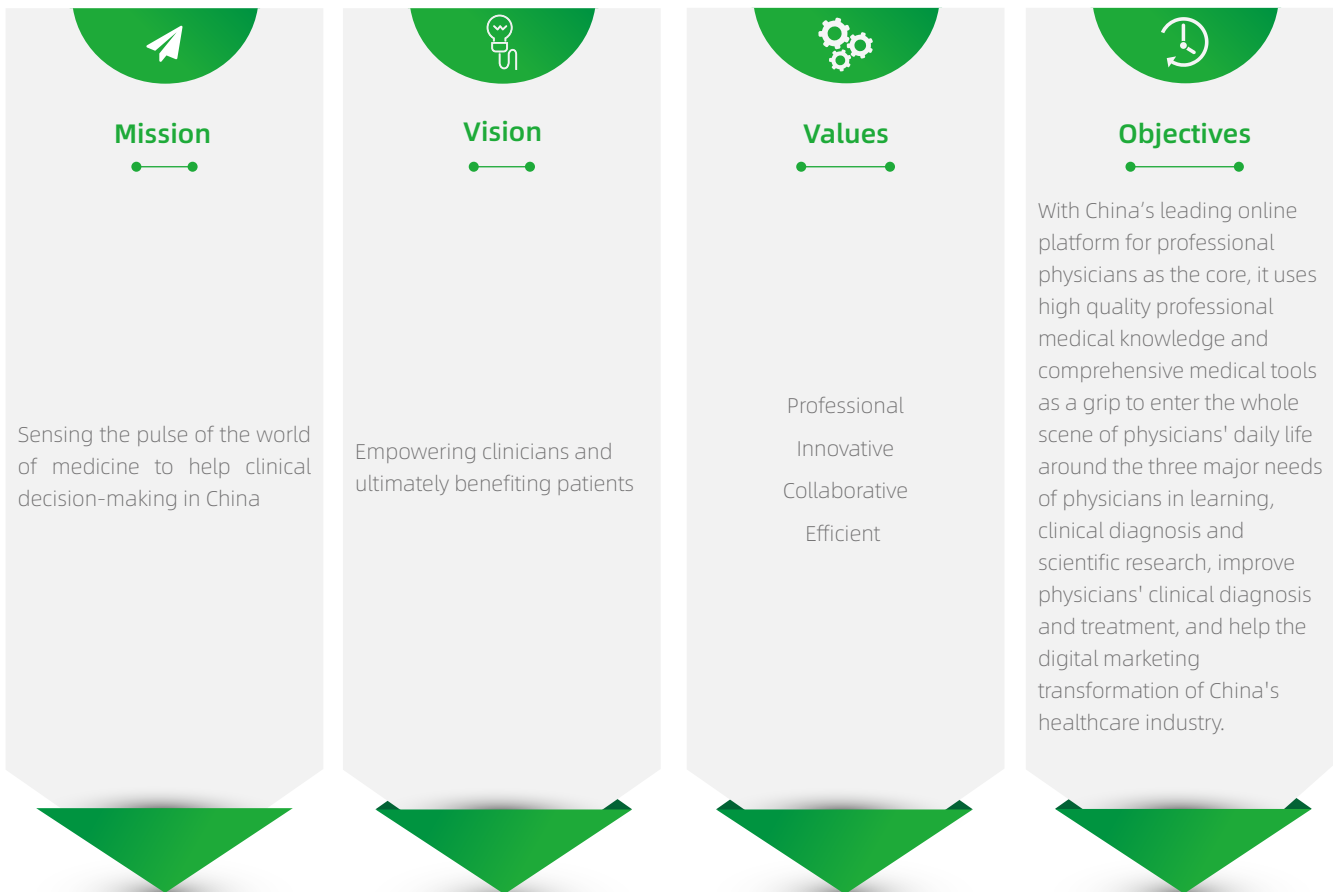 Mission
Sensing the pulse of the world
of medicine to help clinical
decision-making in China
Vision
Empowering clinicians and
ultimately benefiting patients
Values
Professional
Innovative
Collaborative
Efficient
Objectives
With China’s leading online
platform for professional
physicians as the core, it uses
high quality professional
medical knowledge and
comprehensive medical tools
as a grip to enter the whole
scene of physicians' daily life
around the three major needs
of physicians in learning,
clinical diagnosis and
scientific research, improve
physicians' clinical diagnosis
and treatment, and help the
digital marketing
transformation of China's
healthcare industry.